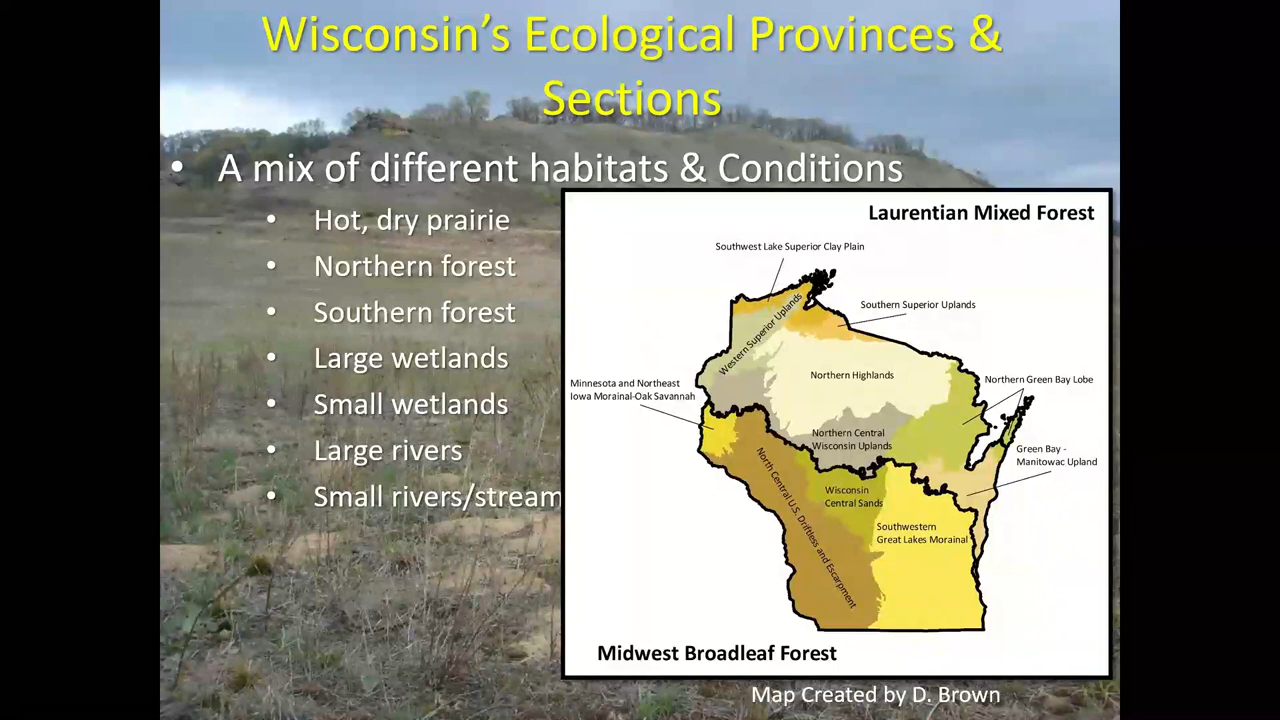 Wisconsin's Ecological Provinces &
Sections
• A mix of different habitats & Conditions
• Hot, dry prairie
• Northern forest
• Southern forest
• Large wetlands
• Small wetlands
• Large rivers
• Small rivers/stream
Laurentian Mixed Forest
Southwest Lake Superior Clay Plain
Southern Superior Uplands
Western Superior Uplands
Northern Highlands
Minnesota and Northeast
Iowa Morainal-Oak Savannah
Northern Green Bay Lobe
Northern Central
Wisconsin Uplands
Green Bay -
Manitowac Upland
North Central U.S. Driftless and Escarpment
Wisconsin
Central Sands
Southwestern
Great Lakes Morainal
Midwest Broadleaf Forest
Map Created by D. Brown